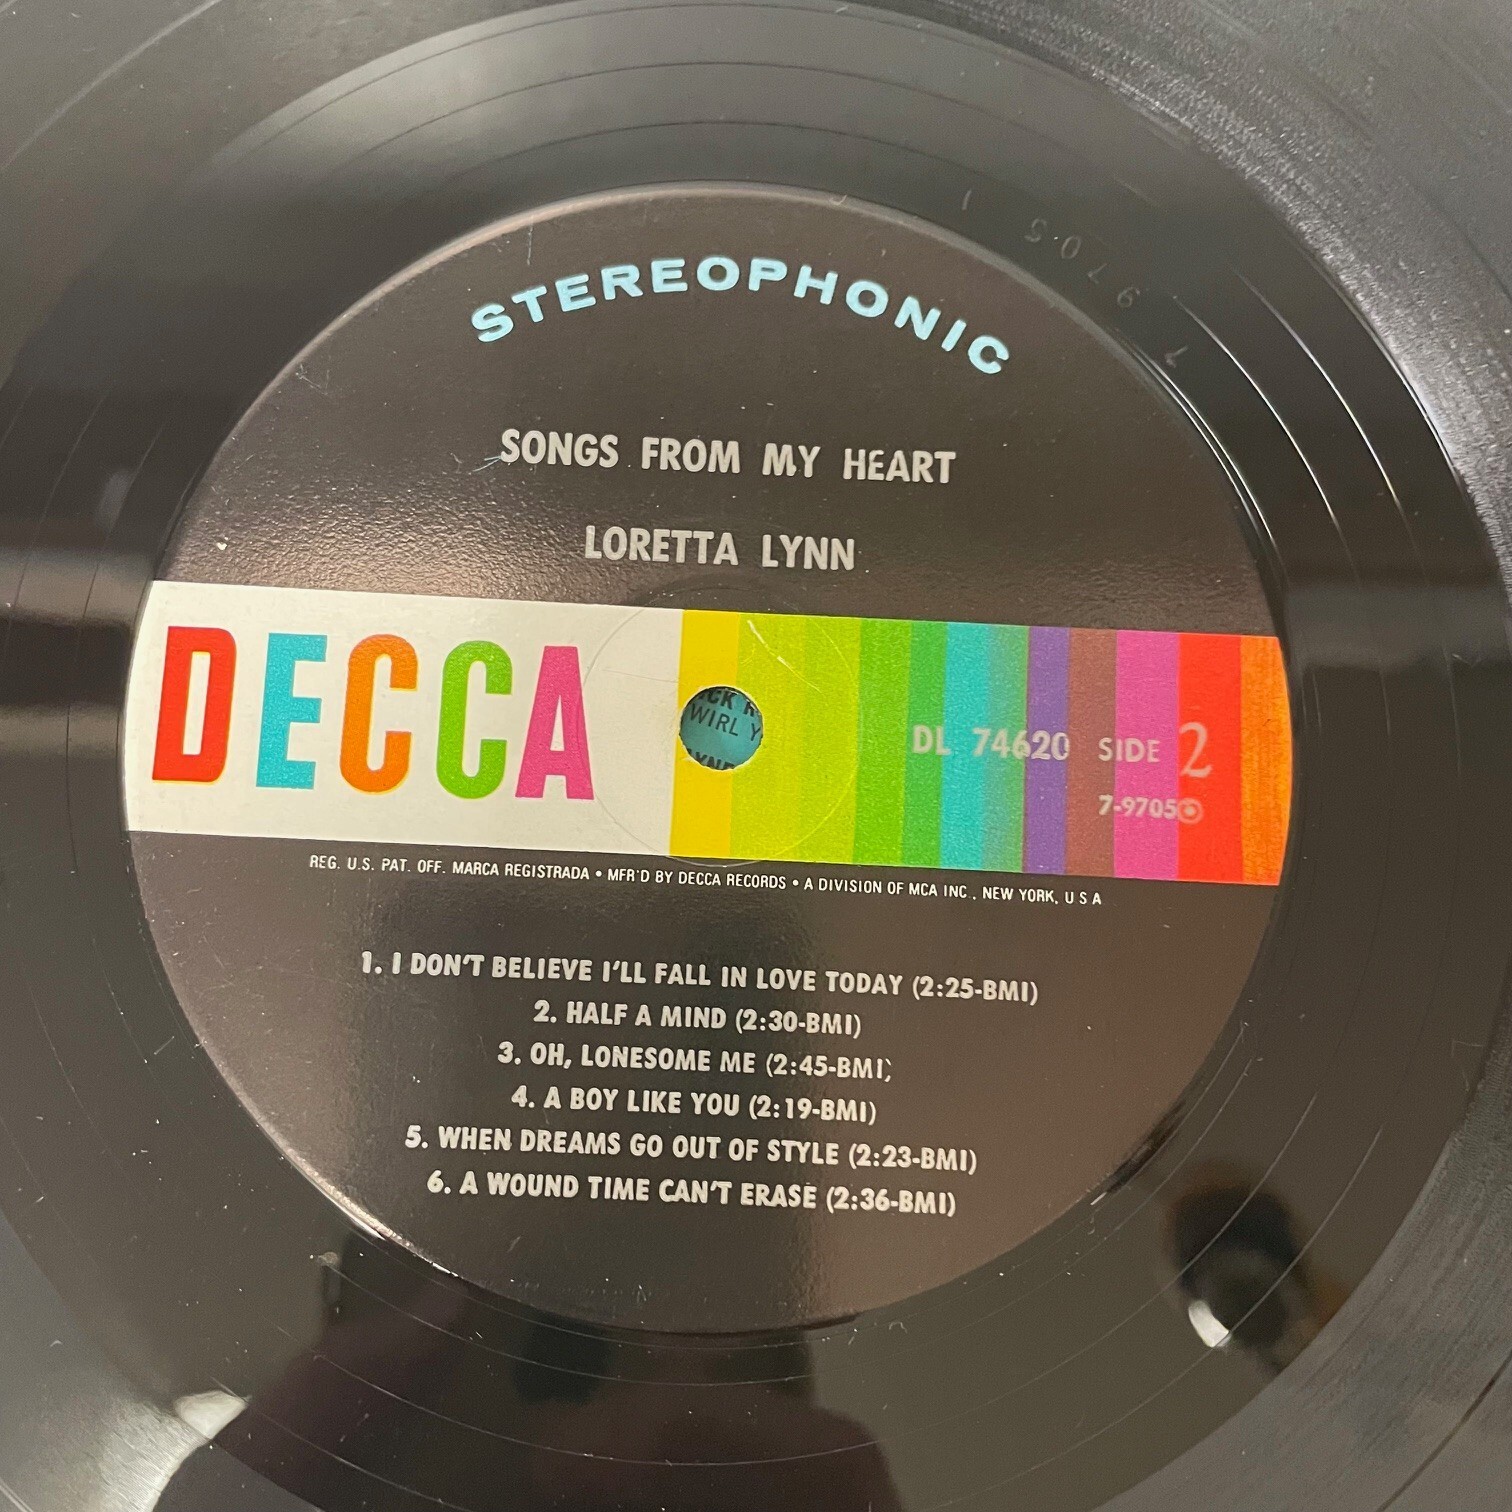 STEREOPHONIC
SONGS FROM MY HEART
LORETTA LYNN
DECCA
DL 74620 SIDE 2
7-9705
REG. U.S. PAT. OFF. MARCA REGISTRADA • MFR'D BY DECCA RECORDS • A DIVISION OF MCA INC., NEW YORK, U S A
1. I DON'T BELIEVE I'LL FALL IN LOVE TODAY (2:25-BMI)
2. HALF A MIND (2:30-BMI)
3. OH, LONESOME ME (2:45-BMI)
4. A BOY LIKE YOU (2:19-BMI)
5. WHEN DREAMS GO OUT OF STYLE (2:23-BMI)
6. A WOUND TIME CAN'T ERASE (2:36-BMI)